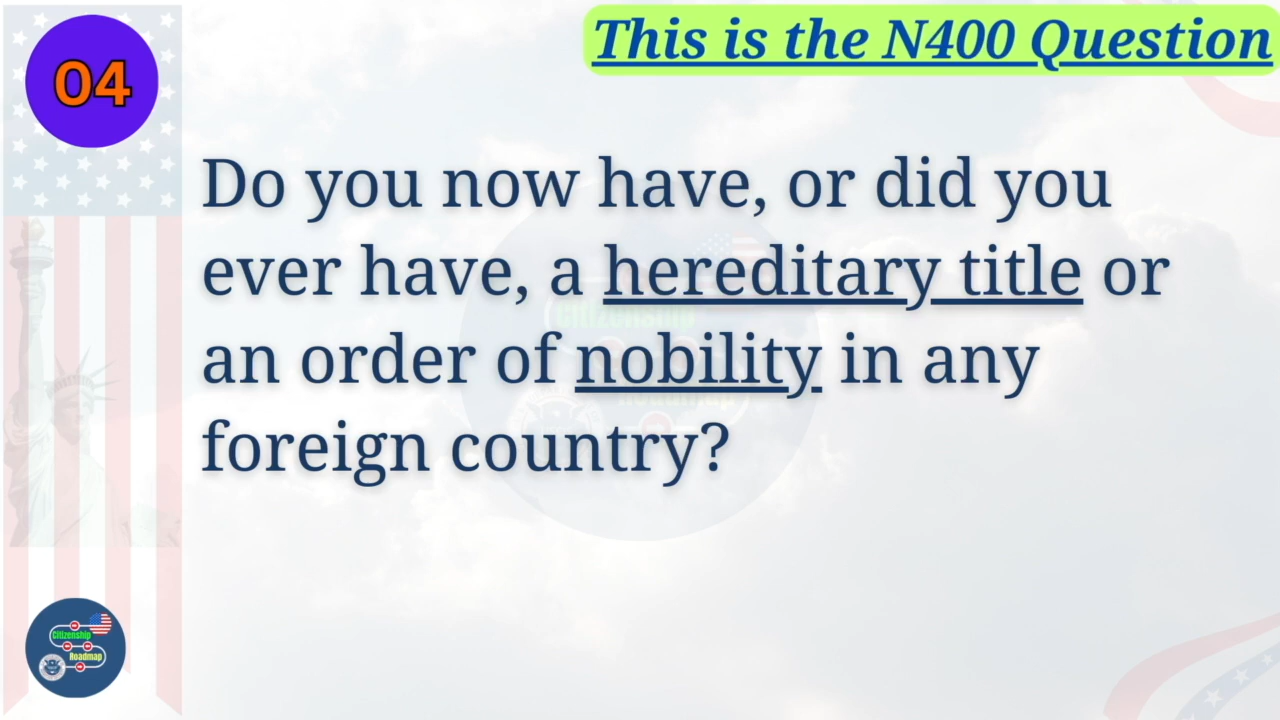 04
This is the N400 Question
Do you now have, or did you
ever have, a hereditary title or
an order of nobility in any
foreign country?
Citizenship
Roadmap